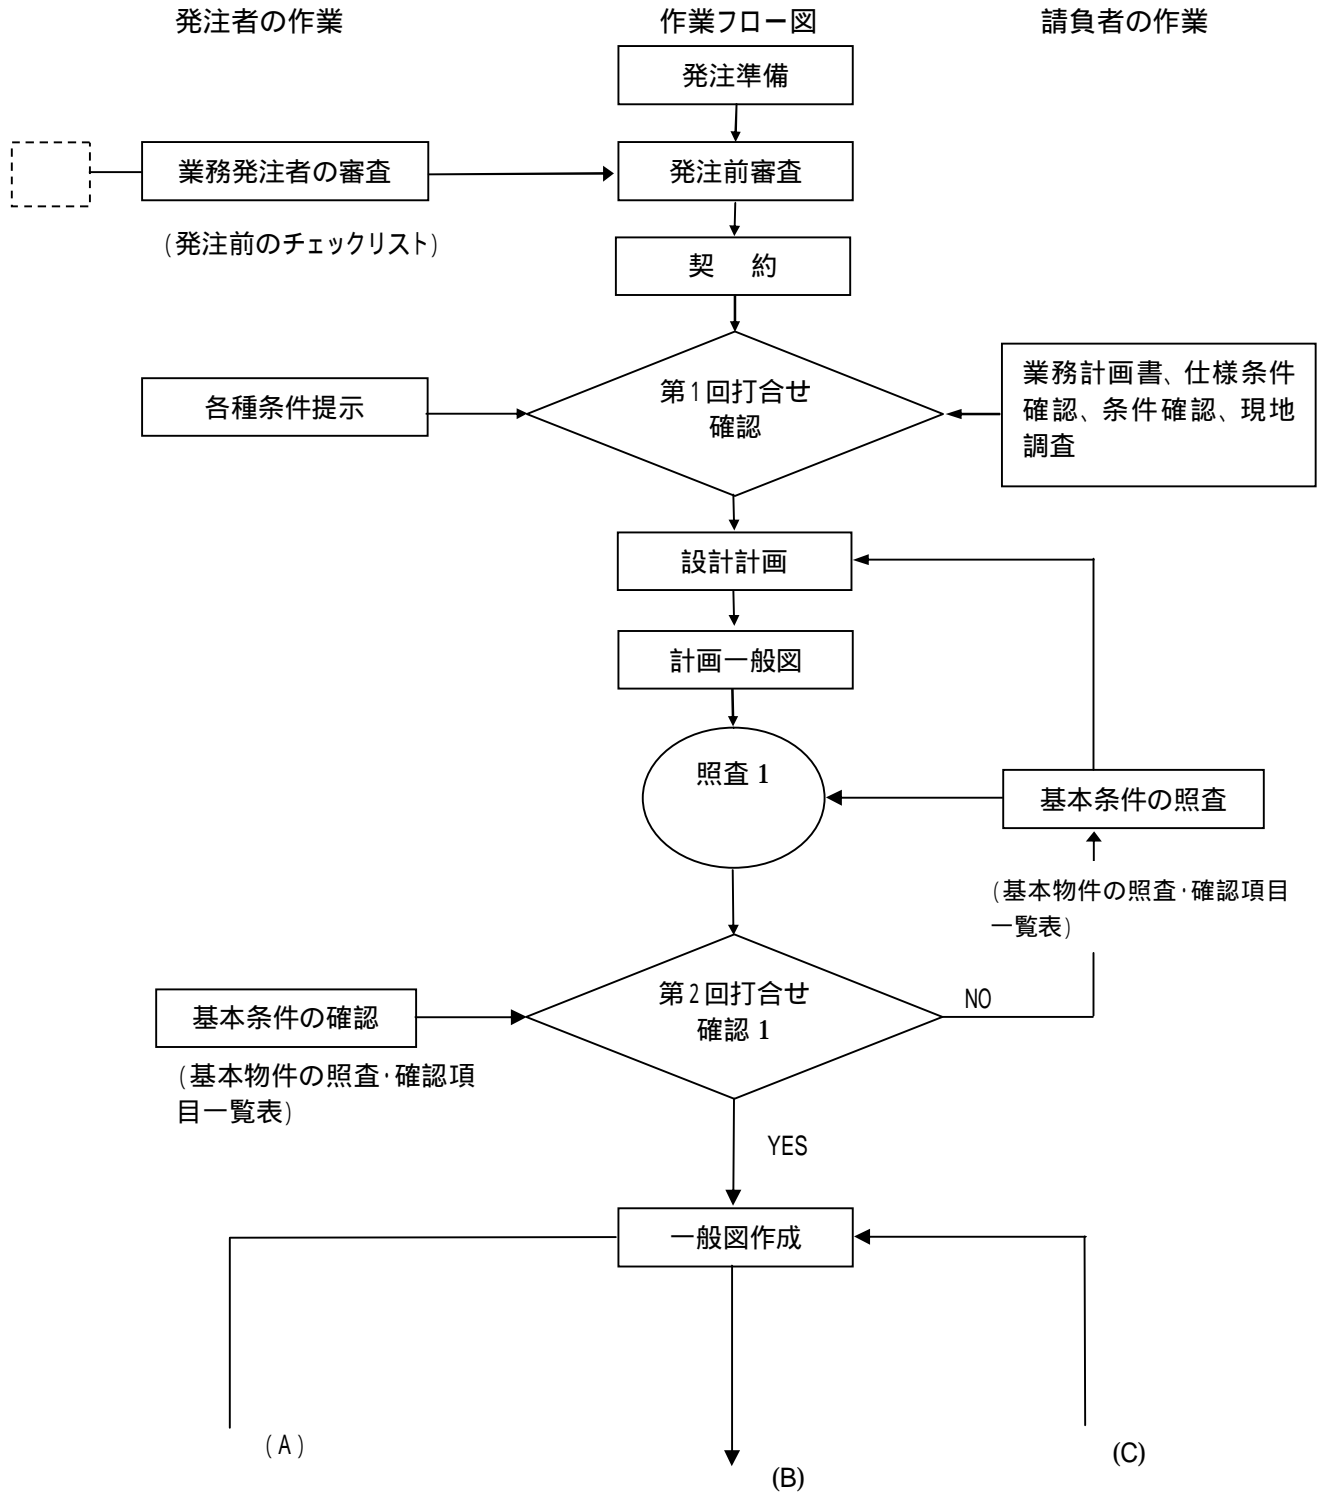 発注者の作業
作業フロー図
請負者の作業
発注準備
業務発注者の審査
発注前審査
(発注前のチェックリスト)
契 約
各種条件提示
第1回打合せ
確認
業務計画書、仕様条件
確認、条件確認、現地
調査
設計計画
計画一般図
照査 1
基本条件の照査
(基本物件の照査・確認項目
一覧表)
第2回打合せ
確認 1
NO
基本条件の確認
(基本物件の照査・確認項
目一覧表)
YES
一般図作成
(A)
(B)
(C)